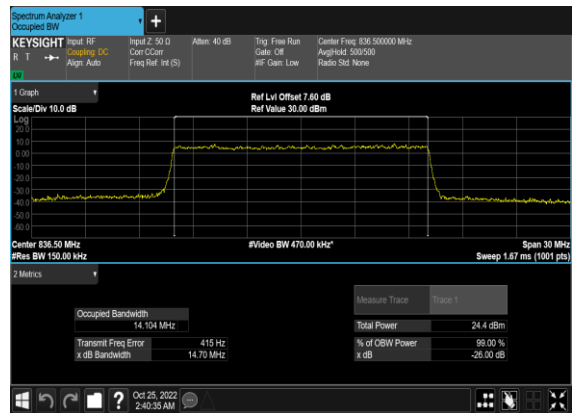 Spectrum Analyzer 1
Occupied BW
KEYSIGHT
R T
LW
Input: RF
Coupling: DC
Align: Auto
Input Z: 50 Ω
Corr CCorr
Freq Ref: Int (S)
Atten: 40 dB
Trig: Free Run
Gate: Off
#IF Gain: Low
Center Freq: 836.500000 MHz
Avg|Hold: 500/500
Radio Std: None
1 Graph
Scale/Div 10.0 dB
Ref Lvl Offset 7.60 dB
Ref Value 30.00 dBm
Log
20.0
10.0
0.00
-10.0
-20.0
-30.0
-40.0
-50.0
-60.0
Center 836.50 MHz
#Res BW 150.00 kHz
#Video BW 470.00 kHz*
Span 30 MHz
Sweep 1.67 ms (1001 pts)
2 Metrics
Measure Trace Trace 1
Occupied Bandwidth
14.104 MHz
Total Power 24.4 dBm
Transmit Freq Error 415 Hz
% of OBW Power 99.00 %
x dB Bandwidth 14.70 MHz
x dB -26.00 dB
?
Oct 25, 2022
2:40:35 AM